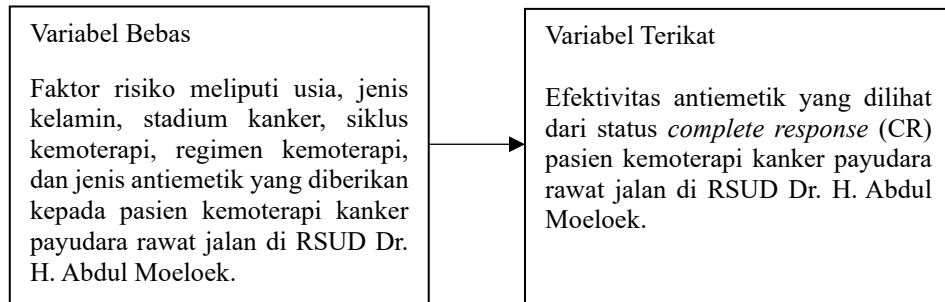 Variabel Bebas
Faktor risiko meliputi usia, jenis
kelamin, stadium kanker, siklus
kemoterapi, regimen kemoterapi,
dan jenis antiemetik yang diberikan
kepada pasien kemoterapi kanker
payudara rawat jalan di RSUD Dr.
H. Abdul Moeloek.
Variabel Terikat
Efektivitas antiemetik yang dilihat
dari status complete response (CR)
pasien kemoterapi kanker payudara
rawat jalan di RSUD Dr. H. Abdul
Moeloek.